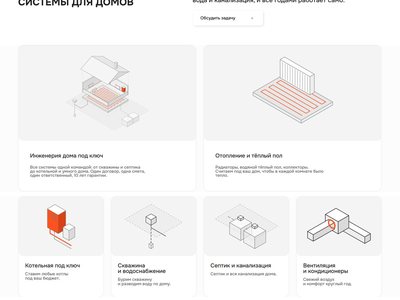 СИСТЕМЫ ДЛЯ ДОМОВ
вода и канализация, и всё годами работает само.
Обсудить задачу
Инженерия дома под ключ
Все системы одной командой: от скважины и септика
до котельной и умного дома. Один договор, одна смета,
один ответственный, 10 лет гарантии.
Отопление и тёплый пол
Радиаторы, водяной тёплый пол, коллекторы.
Считаем под ваш дом, чтобы в каждой комнате было
тепло.
Котельная под ключ
Ставим любые котлы
под ваш бюджет.
Скважина
и водоснабжение
Бурим скважину
и разводим воду по дому.
Септик и канализация
Септик и вся канализация дома.
Вентиляция
и кондиционеры
Свежий воздух
и комфорт круглый год.